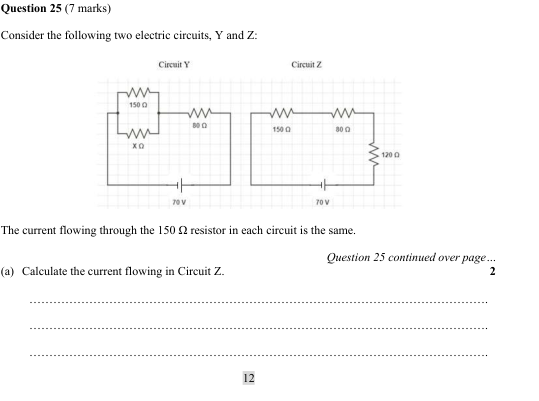 Question 25 (7 marks)
Consider the following two electric circuits, Y and Z:
Circuit Y
Circuit Z
150 Ω
X Ω
80 Ω
70 V
150 Ω
80 Ω
120 Ω
70 V
The current flowing through the 150 Ω resistor in each circuit is the same.
Question 25 continued over page...
(a) Calculate the current flowing in Circuit Z.
2
12